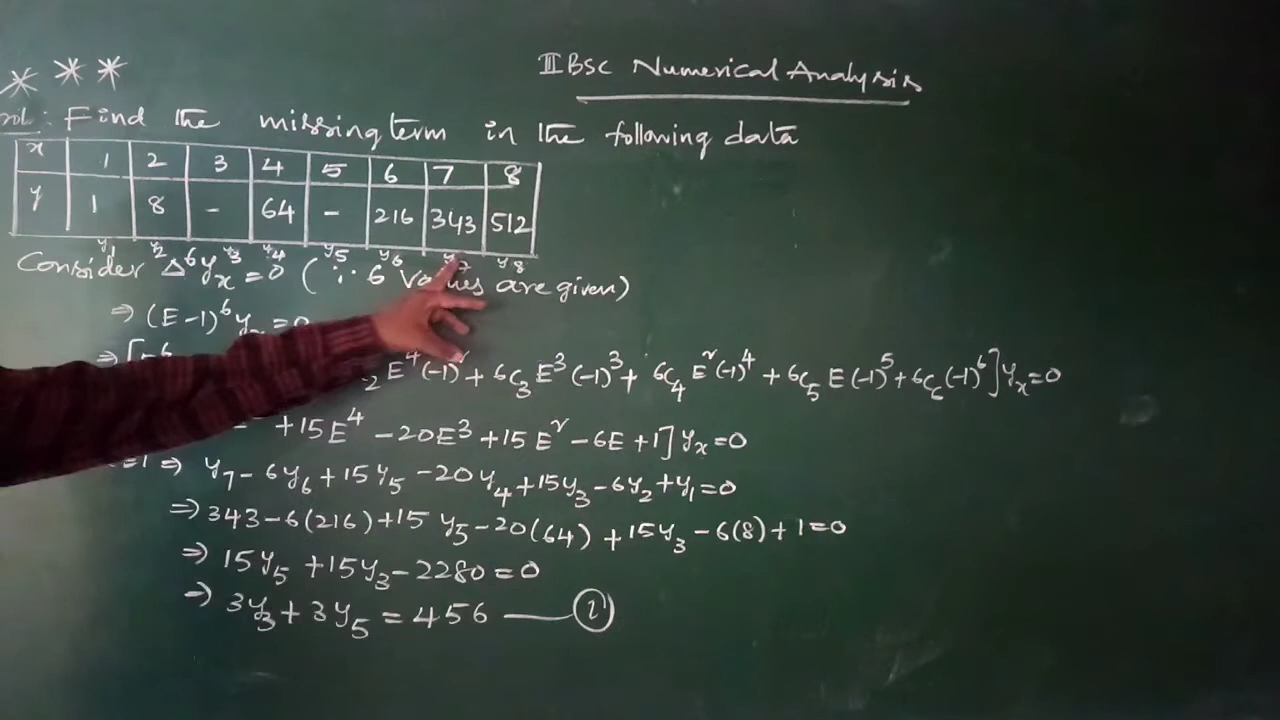 * * *
II BSc Numerical Analysis
Find the missing term in the following data
x 1 2 3 4 5 6 7 8
y 1 8 - 64 - 216 343 512
y₁ y₂ y₃ y₄ y₅ y₆ y₇ y₈
Consider Δ⁶yₓ = 0 (∵ 6 Values are given)
⇒ (E-1)⁶y = 0
⇒ [ ₂ E⁴(-1)² + 6C₃ E³(-1)³ + 6C₄ E²(-1)⁴ + 6C₅ E(-1)⁵ + 6C₆ (-1)⁶] yₓ = 0
+15E⁴ - 20E³ + 15E² - 6E + 1] yₓ = 0
=1 ⇒ y₇ - 6y₆ + 15y₅ - 20y₄ + 15y₃ - 6y₂ + y₁ = 0
⇒ 343 - 6(216) + 15y₅ - 20(64) + 15y₃ - 6(8) + 1 = 0
⇒ 15y₅ + 15y₃ - 2280 = 0
⇒ 3y₃ + 3y₅ = 456 —— ⓘ